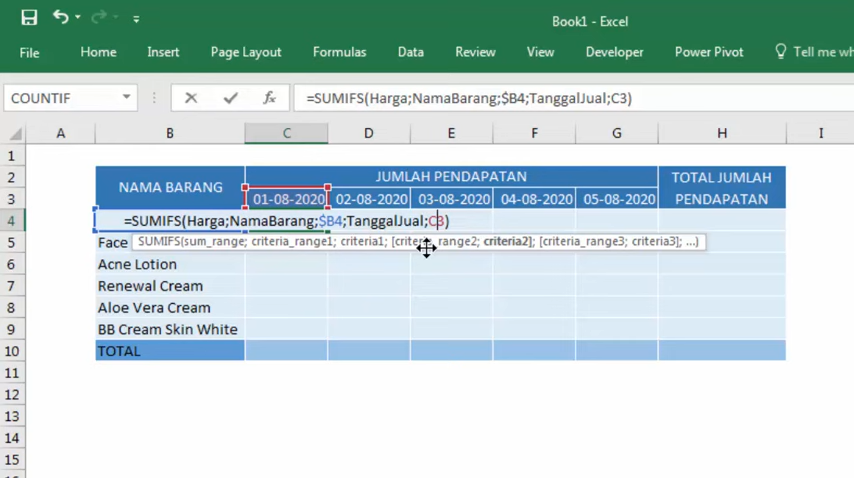 Book1 - Excel
File Home Insert Page Layout Formulas Data Review View Developer Power Pivot Tell me wh
COUNTIF fx =SUMIFS(Harga;NamaBarang;$B4;TanggalJual;C3)
A B C D E F G H I
1
2 NAMA BARANG JUMLAH PENDAPATAN TOTAL JUMLAH
3 01-08-2020 02-08-2020 03-08-2020 04-08-2020 05-08-2020 PENDAPATAN
4 =SUMIFS(Harga;NamaBarang;$B4;TanggalJual;C3)
5 Face SUMIFS(sum_range; criteria_range1; criteria1; [criteria_range2; criteria2]; [criteria_range3; criteria3]; ...)
6 Acne Lotion
7 Renewal Cream
8 Aloe Vera Cream
9 BB Cream Skin White
10 TOTAL
11
12
13
14
15